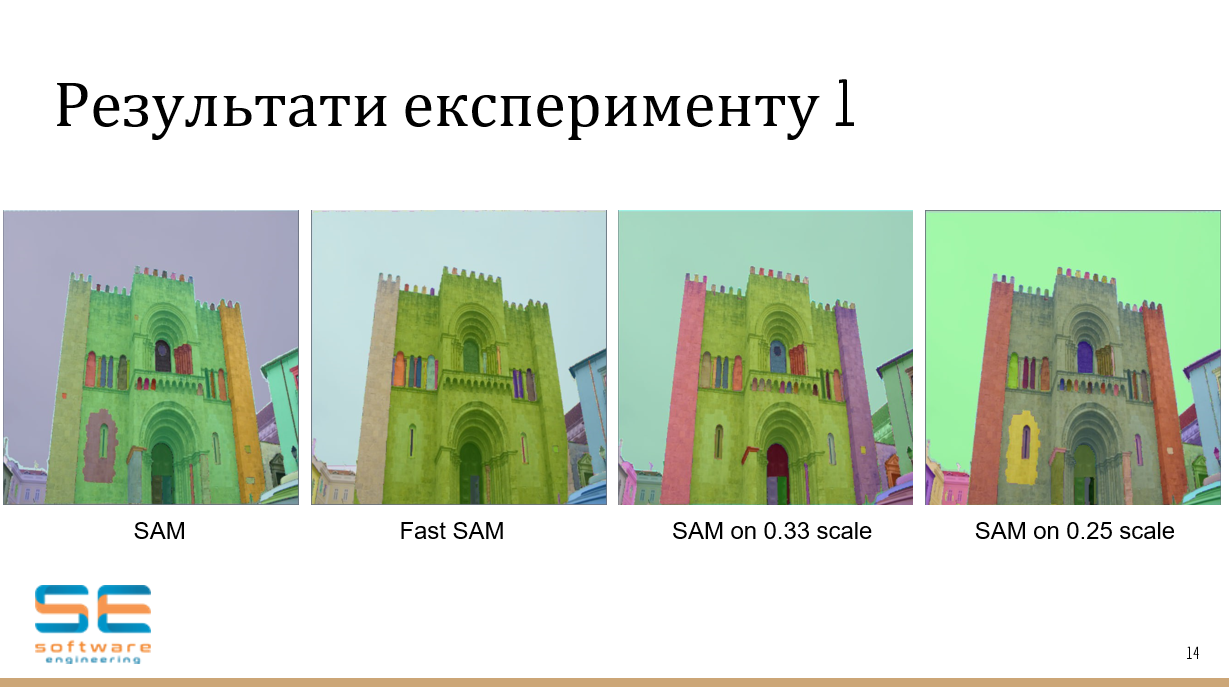 Результати експерименту 1
SAM
Fast SAM
SAM on 0.33 scale
SAM on 0.25 scale
SE
software
engineering
14